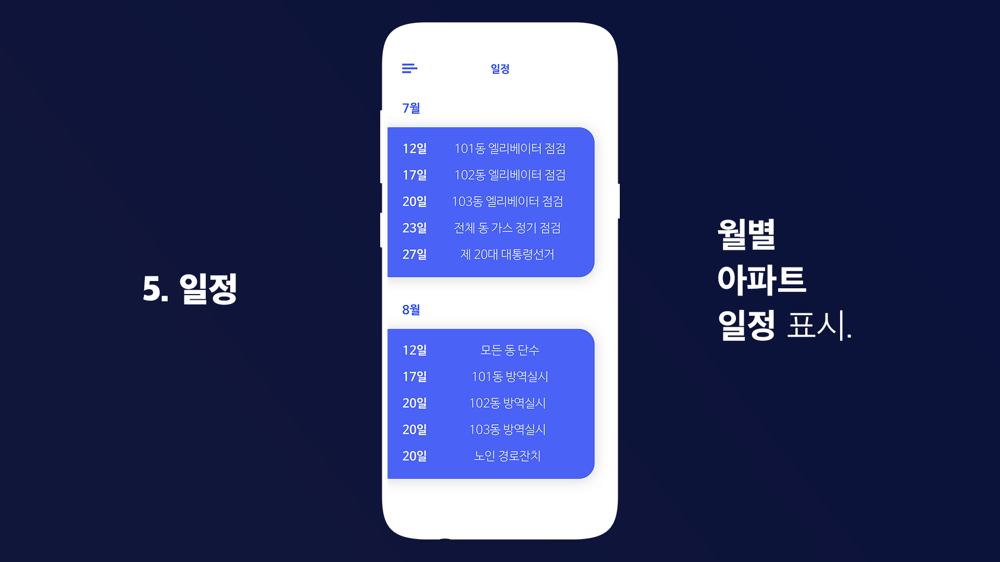 5. 일정
일정
7월
12일 101동 엘리베이터 점검
17일 102동 엘리베이터 점검
20일 103동 엘리베이터 점검
23일 전체 동 가스 정기 점검
27일 제 20대 대통령선거
8월
12일 모든 동 단수
17일 101동 방역실시
20일 102동 방역실시
20일 103동 방역실시
20일 노인 경로잔치
월별
아파트
일정 표시.